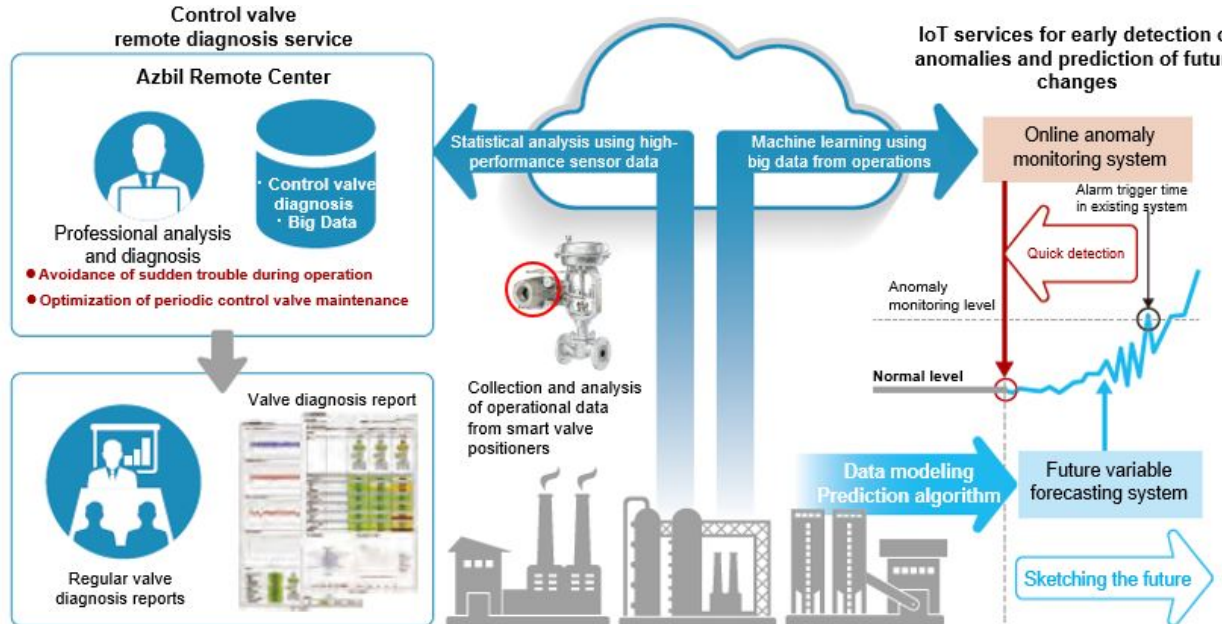 Control valve
remote diagnosis service
Azbil Remote Center
Professional analysis
and diagnosis
· Control valve
diagnosis
· Big Data
● Avoidance of sudden trouble during operation
● Optimization of periodic control valve maintenance
Valve diagnosis report
Regular valve
diagnosis reports
Statistical analysis using high-
performance sensor data
Machine learning using
big data from operations
Collection and analysis
of operational data
from smart valve
positioners
IoT services for early detection
anomalies and prediction of
changes
Online anomaly
monitoring system
Alarm trigger time
in existing system
Quick detection
Anomaly
monitoring level
Normal level
Data modeling
Prediction algorithm
Future variable
forecasting system
Sketching the future